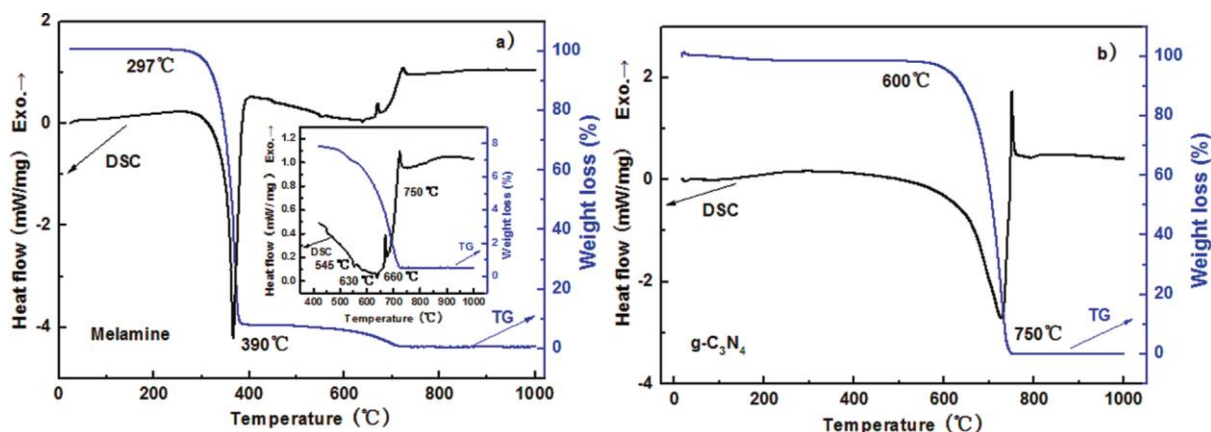 a)
297℃
DSC
Melamine
390℃
TG
Heat flow (mW/mg) Exo.→
2
0
-2
-4
Weight loss (%)
100
80
60
40
20
0
0 200 400 600 800 1000
Temperature (℃)
Heat flow (mW/mg) Exo.→
1.2
1.0
0.8
0.6
0.4
0.2
0.0
Weight loss (%)
8
6
4
2
0
DSC
545 ℃
630 ℃
660 ℃
750 ℃
TG
400 500 600 700 800 900 1000
Temperature (℃)
b)
600℃
DSC
g-C₃N₄
750℃
TG
Heat flow (mW/mg) Exo.→
2
0
-2
-4
Weight loss (%)
100
80
60
40
20
0
0 200 400 600 800 1000
Temperature (℃)